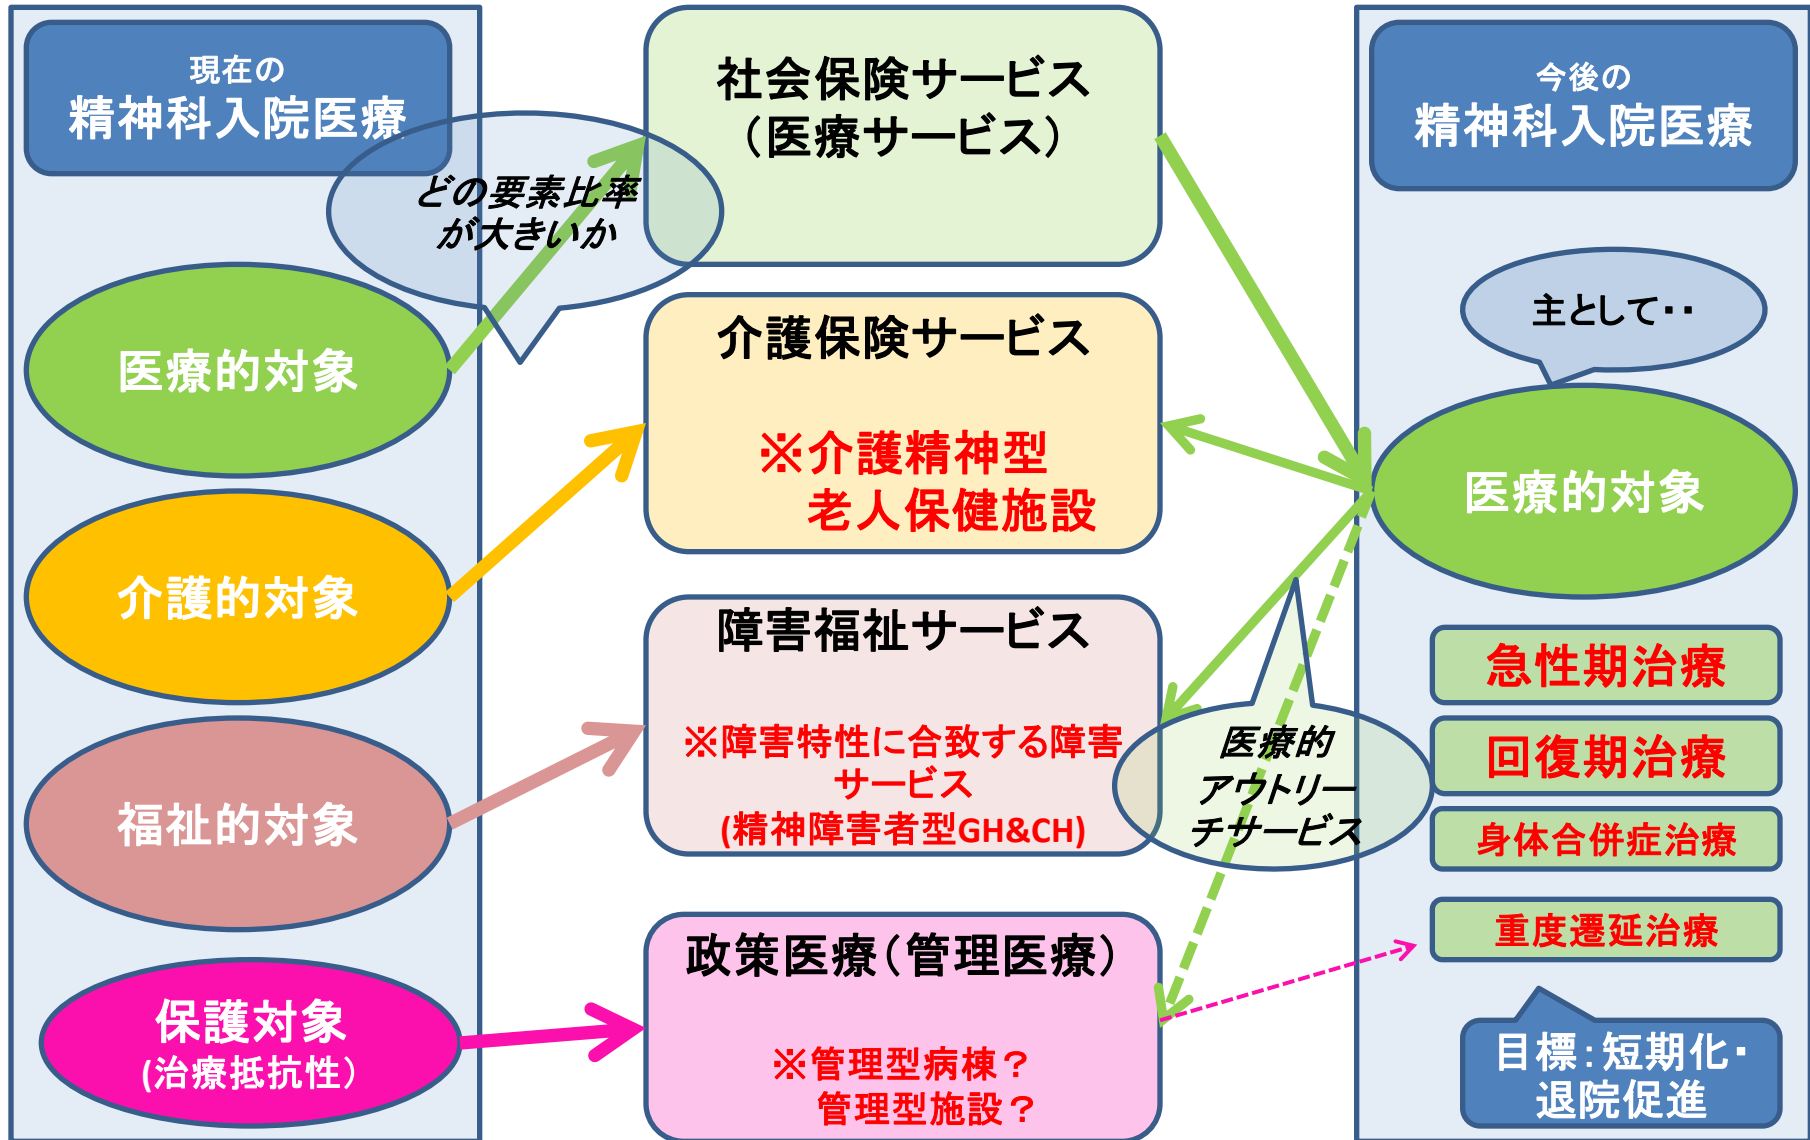 現在の
精神科入院医療
どの要素比率
が大きいか
医療的対象
介護的対象
福祉的対象
保護対象
(治療抵抗性）
社会保険サービス
（医療サービス）
介護保険サービス
※介護精神型
老人保健施設
障害福祉サービス
※障害特性に合致する障害
サービス
(精神障害者型GH&CH)
政策医療（管理医療）
※管理型病棟？
管理型施設？
今後の
精神科入院医療
主として・・
医療的対象
医療的
アウトリー
チサービス
急性期治療
回復期治療
身体合併症治療
重度遷延治療
目標：短期化・
退院促進